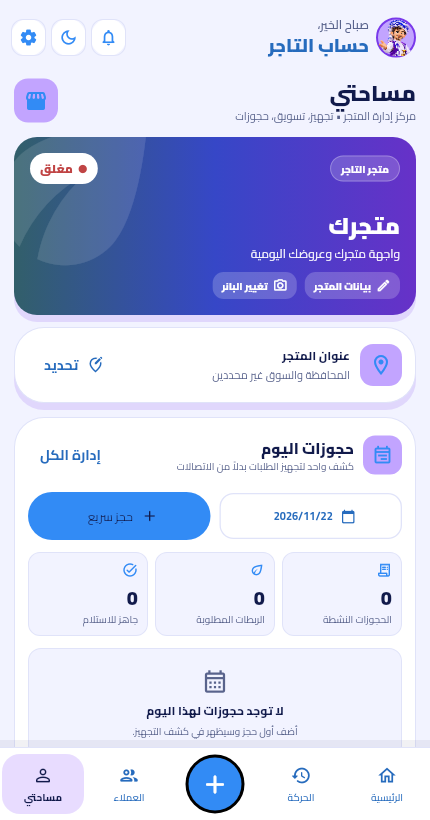 صباح الخير،
حساب التاجر
مساحتي
مركز إدارة المتجر • تجهيز، تسويق، حجوزات
متجر التاجر
مغلق
متجرك
واجهة متجرك وعروضك اليومية
بيانات المتجر
تغيير البانر
عنوان المتجر
المحافظة والسوق غير محددين
تحديد
حجوزات اليوم
كشف واحد لتجهيز الطلبات بدلاً من الاتصالات
إدارة الكل
2026/11/22
حجز سريع
0
الحجوزات النشطة
0
الربطات المطلوبة
0
جاهز للاستلام
لا توجد حجوزات لهذا اليوم
أضف أول حجز وسيظهر في كشف التجهيز.
الرئيسية
الحركة
العملاء
مساحتي